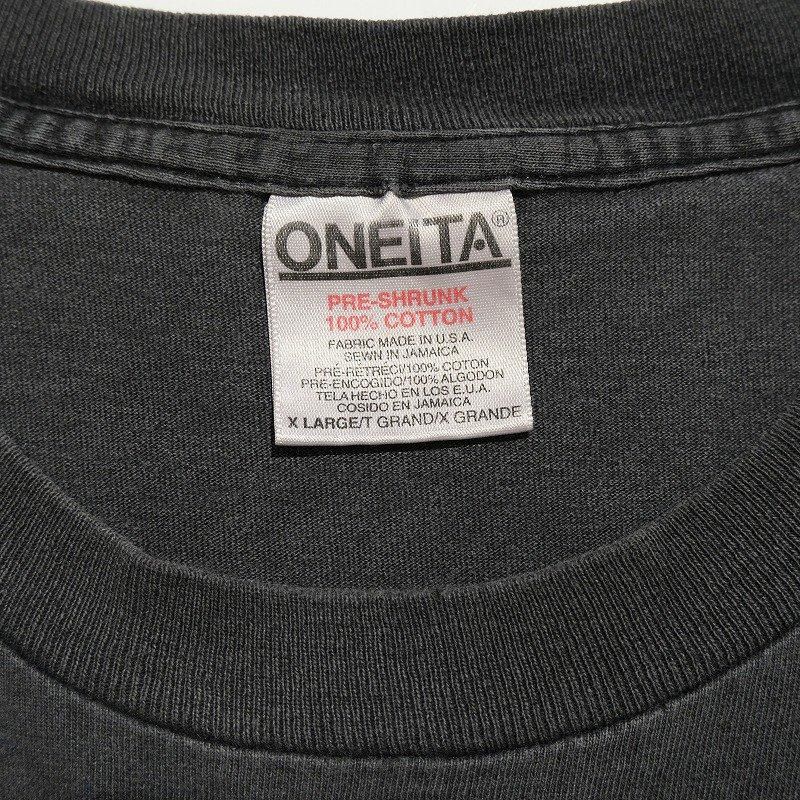 ONEITA®
PRE-SHRUNK
100% COTTON
FABRIC MADE IN U.S.A.
SEWN IN JAMAICA
PRÉ-RÉTRÉCI/100% COTON
PRE-ENCOGIDO/100% ALGODON
TELA HECHO EN LOS E.U.A.
COSIDO EN JAMAICA
X LARGE/T GRAND/X GRANDE